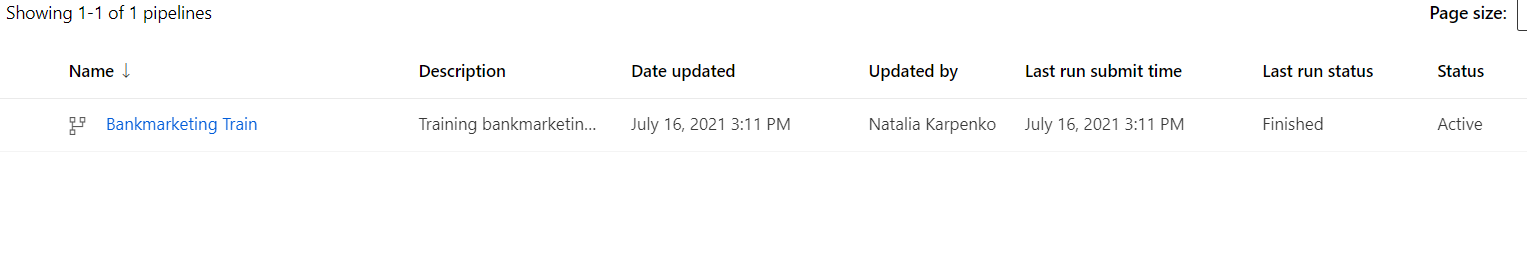 Showing 1-1 of 1 pipelines Page size:
Name ↓ Description Date updated Updated by Last run submit time Last run status Status
Bankmarketing Train Training bankmarketin... July 16, 2021 3:11 PM Natalia Karpenko July 16, 2021 3:11 PM Finished Active